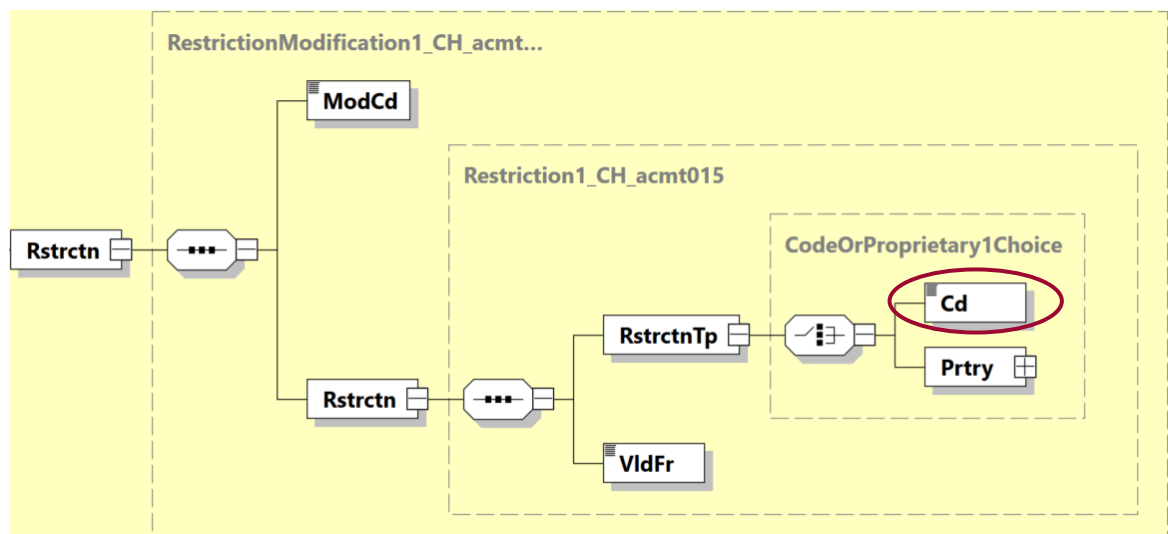 RestrictionModification1_CH_acmt...
ModCd
Restriction1_CH_acmt015
Rstrctn
CodeOrProprietary1Choice
Cd
RstrctnTp
Prtry
Rstrctn
VldFr